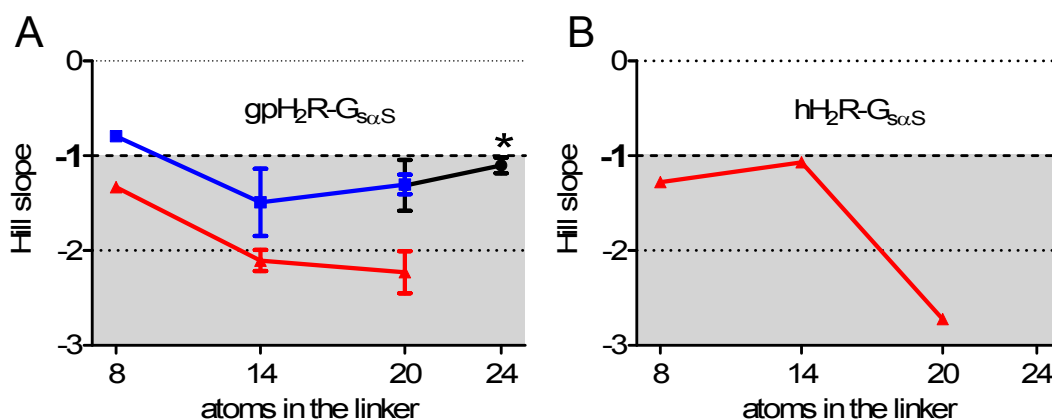 A
B
0
-1
-2
-3
Hill slope
gpH₂R-GsαS
*
8
14
20
24
atoms in the linker
0
-1
-2
-3
Hill slope
hH₂R-GsαS
8
14
20
24
atoms in the linker